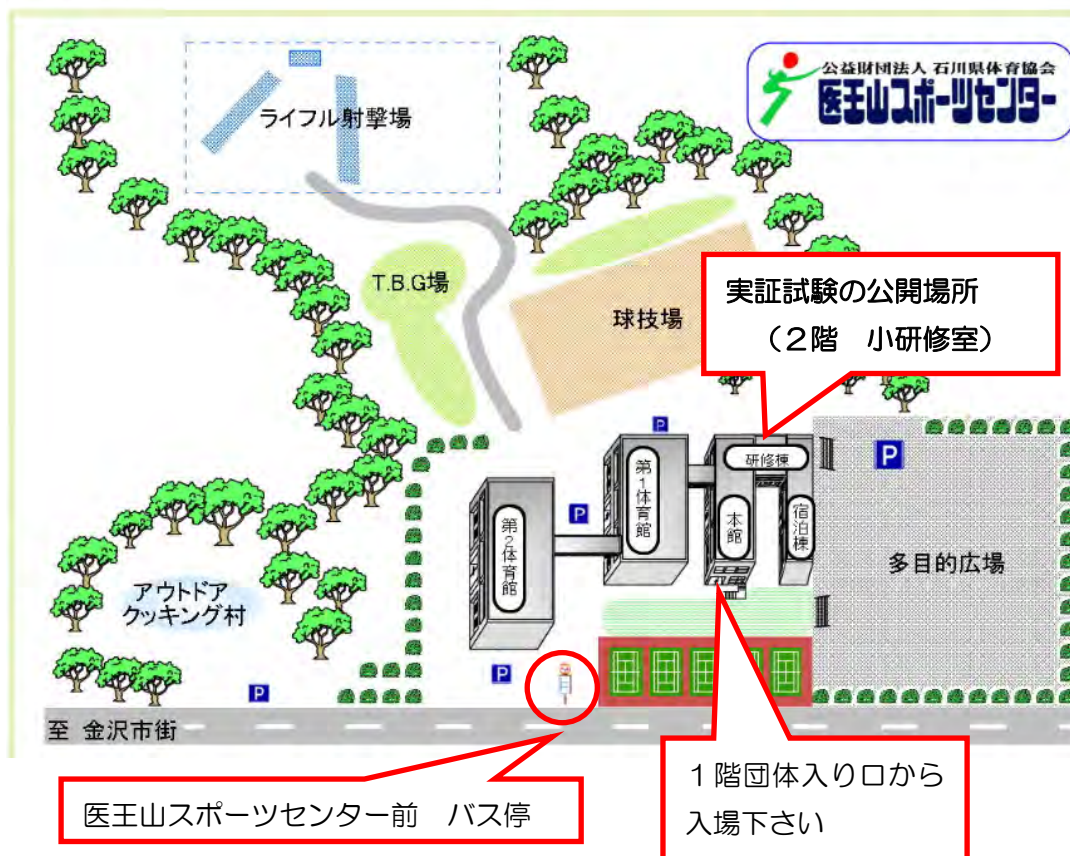 公益財団法人 石川県体育協会
医王山スポーツセンター
ライフル射撃場
T.B.G場
球技場
実証試験の公開場所
(2階 小研修室)
P
P
研修棟
第1体育館
本館
宿泊棟
P
第2体育館
多目的広場
アウトドア
クッキング村
P
P
至 金沢市街
医王山スポーツセンター前 バス停
1階団体入り口から
入場下さい